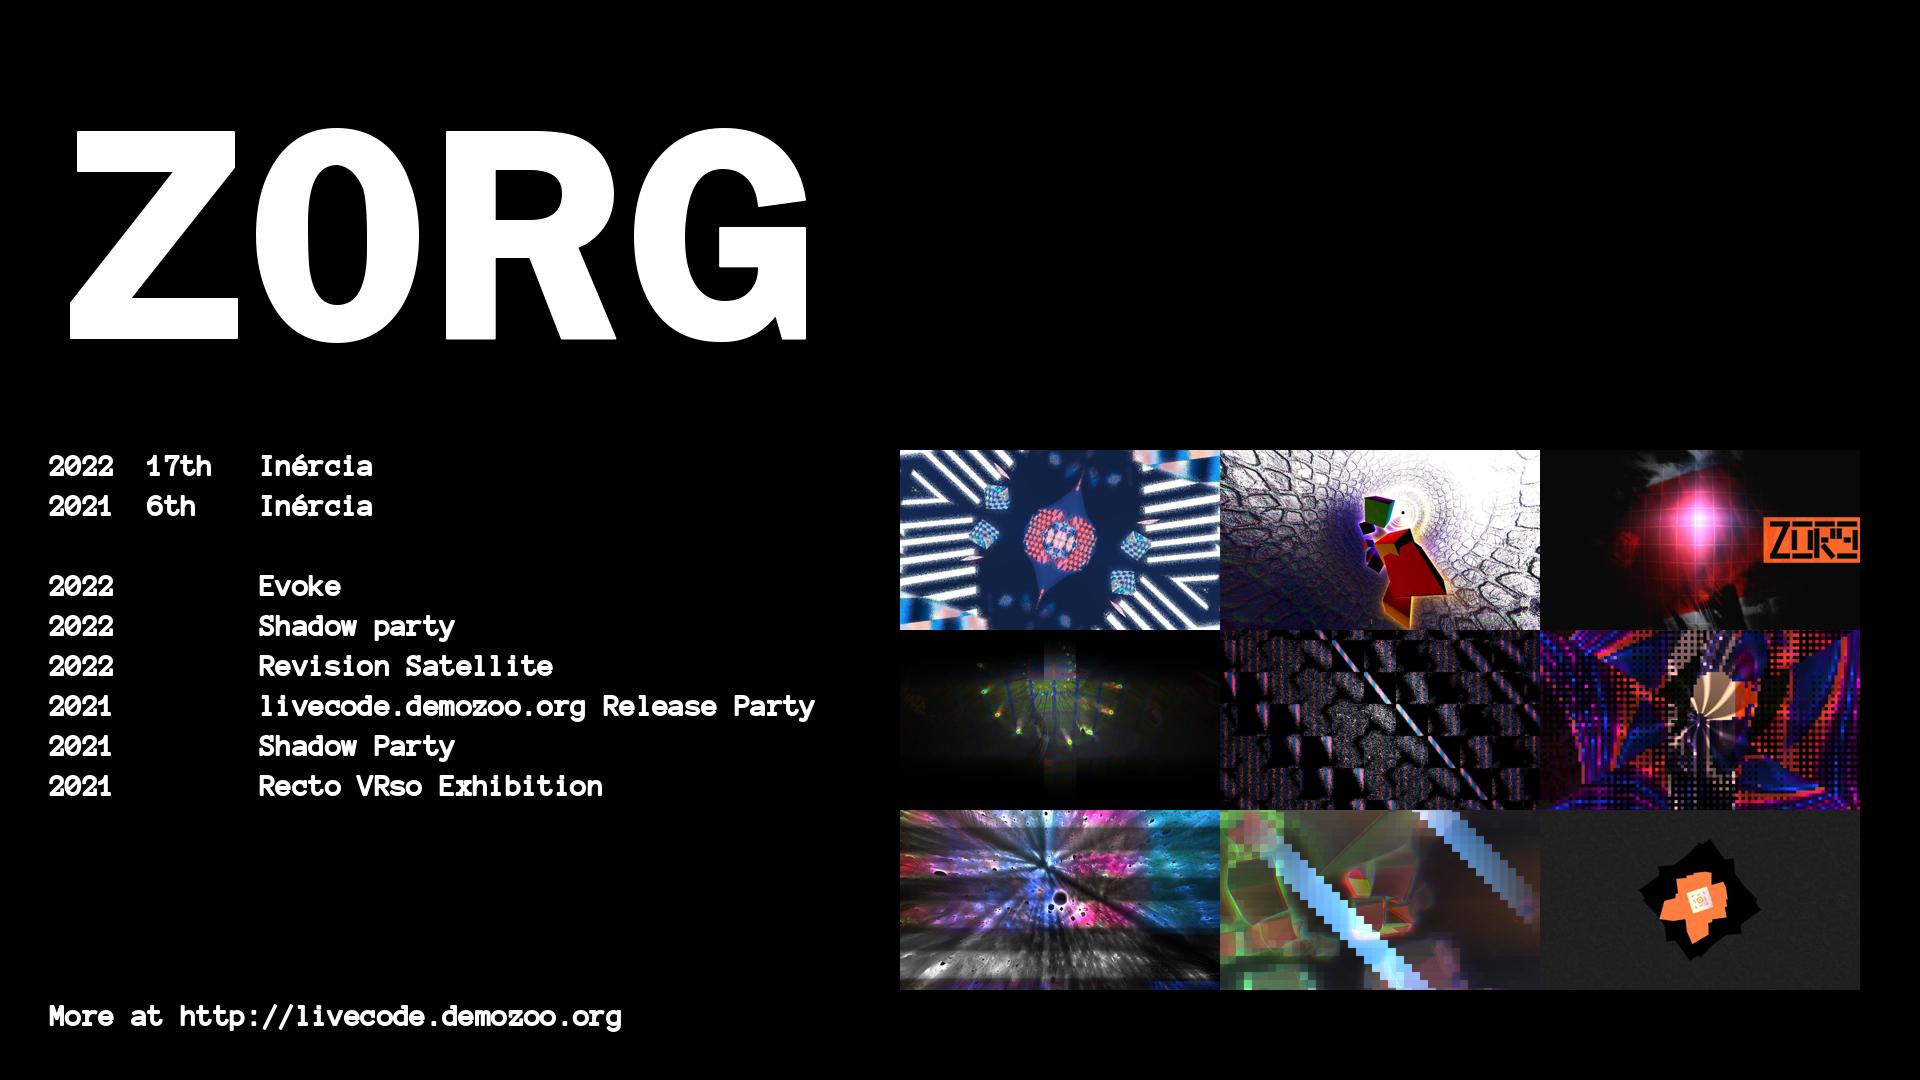 ZORG
2022 17th Inércia
2021 6th Inércia
2022 Evoke
2022 Shadow party
2022 Revision Satellite
2021 livecode.demozoo.org Release Party
2021 Shadow Party
2021 Recto VRso Exhibition
ZORG
More at http://livecode.demozoo.org